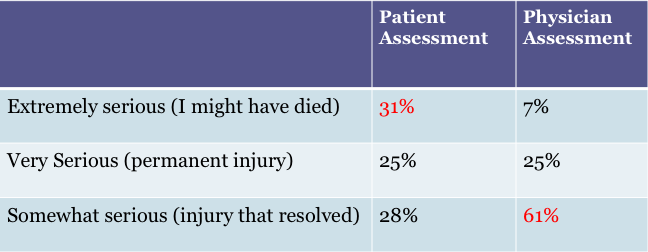 Patient Assessment
Physician Assessment
Extremely serious (I might have died) 31% 7%
Very Serious (permanent injury) 25% 25%
Somewhat serious (injury that resolved) 28% 61%